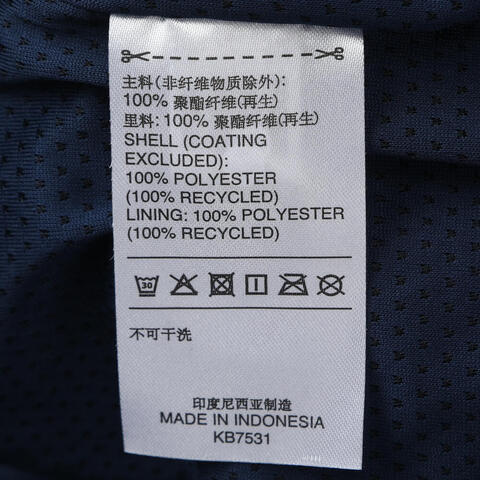 主料(非纤维物质除外):
100% 聚酯纤维(再生)
里料: 100% 聚酯纤维(再生)
SHELL (COATING
EXCLUDED):
100% POLYESTER
(100% RECYCLED)
LINING: 100% POLYESTER
(100% RECYCLED)
30
不可干洗
印度尼西亚制造
MADE IN INDONESIA
KB7531